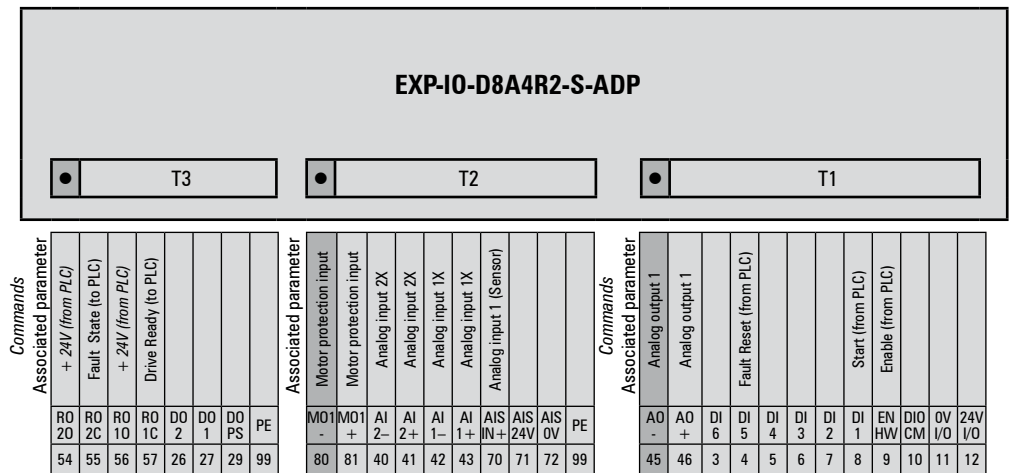 EXP-IO-D8A4R2-S-ADP
T3
T2
T1
Commands
Associated parameter
+ 24V (from PLC)
Fault State (to PLC)
+ 24V (from PLC)
Drive Ready (to PLC)
RO 20
RO 2C
RO 10
RO 1C
DO 2
DO 1
DO PS
PE
54 55 56 57 26 27 29 99
Associated parameter
Motor protection input
Motor protection input
Analog input 2X
Analog input 2X
Analog input 1X
Analog input 1X
Analog input 1 (Sensor)
MO1 -
MO1 +
AI 2–
AI 2+
AI 1–
AI 1+
AIS IN+
AIS 24V
AIS 0V
PE
80 81 40 41 42 43 70 71 72 99
Commands
Associated parameter
Analog output 1
Analog output 1
Fault Reset (from PLC)
Start (from PLC)
Enable (from PLC)
AO -
AO +
DI 6
DI 5
DI 4
DI 3
DI 2
DI 1
EN HW
DIO CM
0V I/O
24V I/O
45 46 3 4 5 6 7 8 9 10 11 12